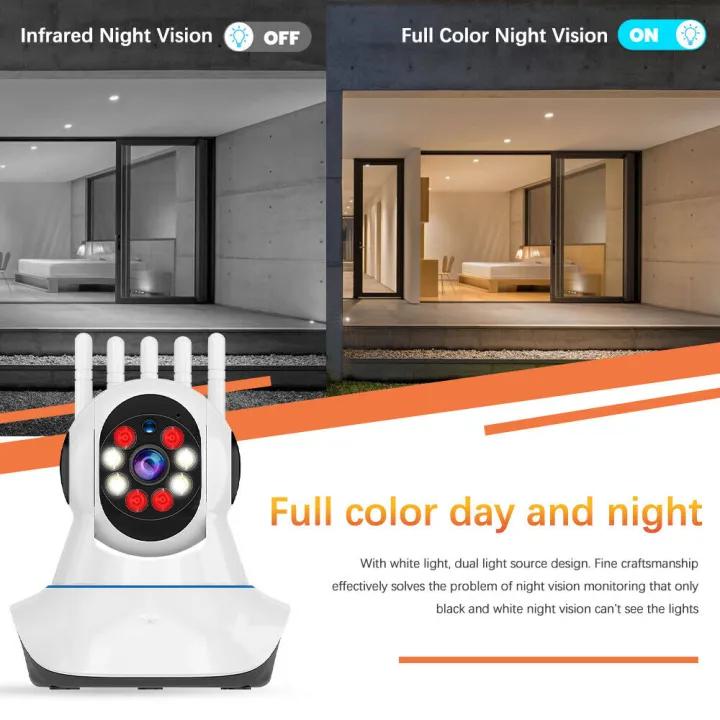 Infrared Night Vision OFF
Full Color Night Vision ON
Full color day and night
With white light, dual light source design. Fine craftsmanship
effectively solves the problem of night vision monitoring that only
black and white night vision can't see the lights